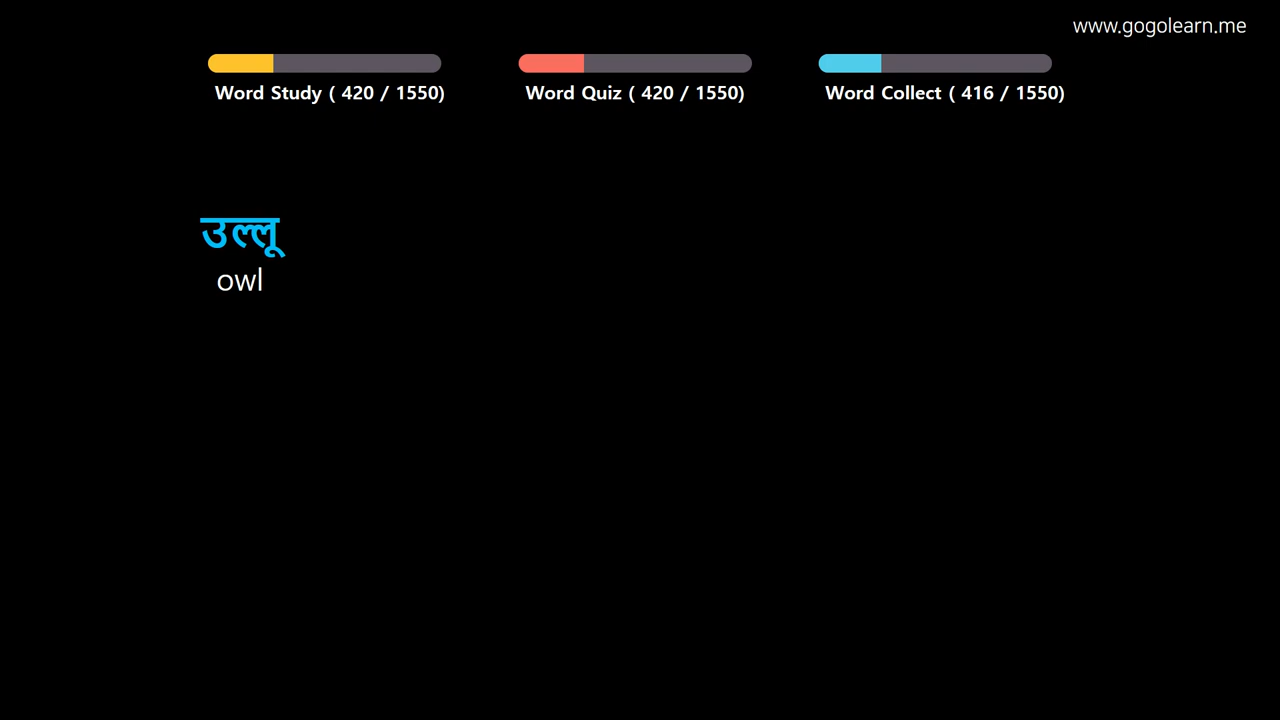 www.gogolearn.me
Word Study ( 420 / 1550)
Word Quiz ( 420 / 1550)
Word Collect ( 416 / 1550)
उल्लू
owl